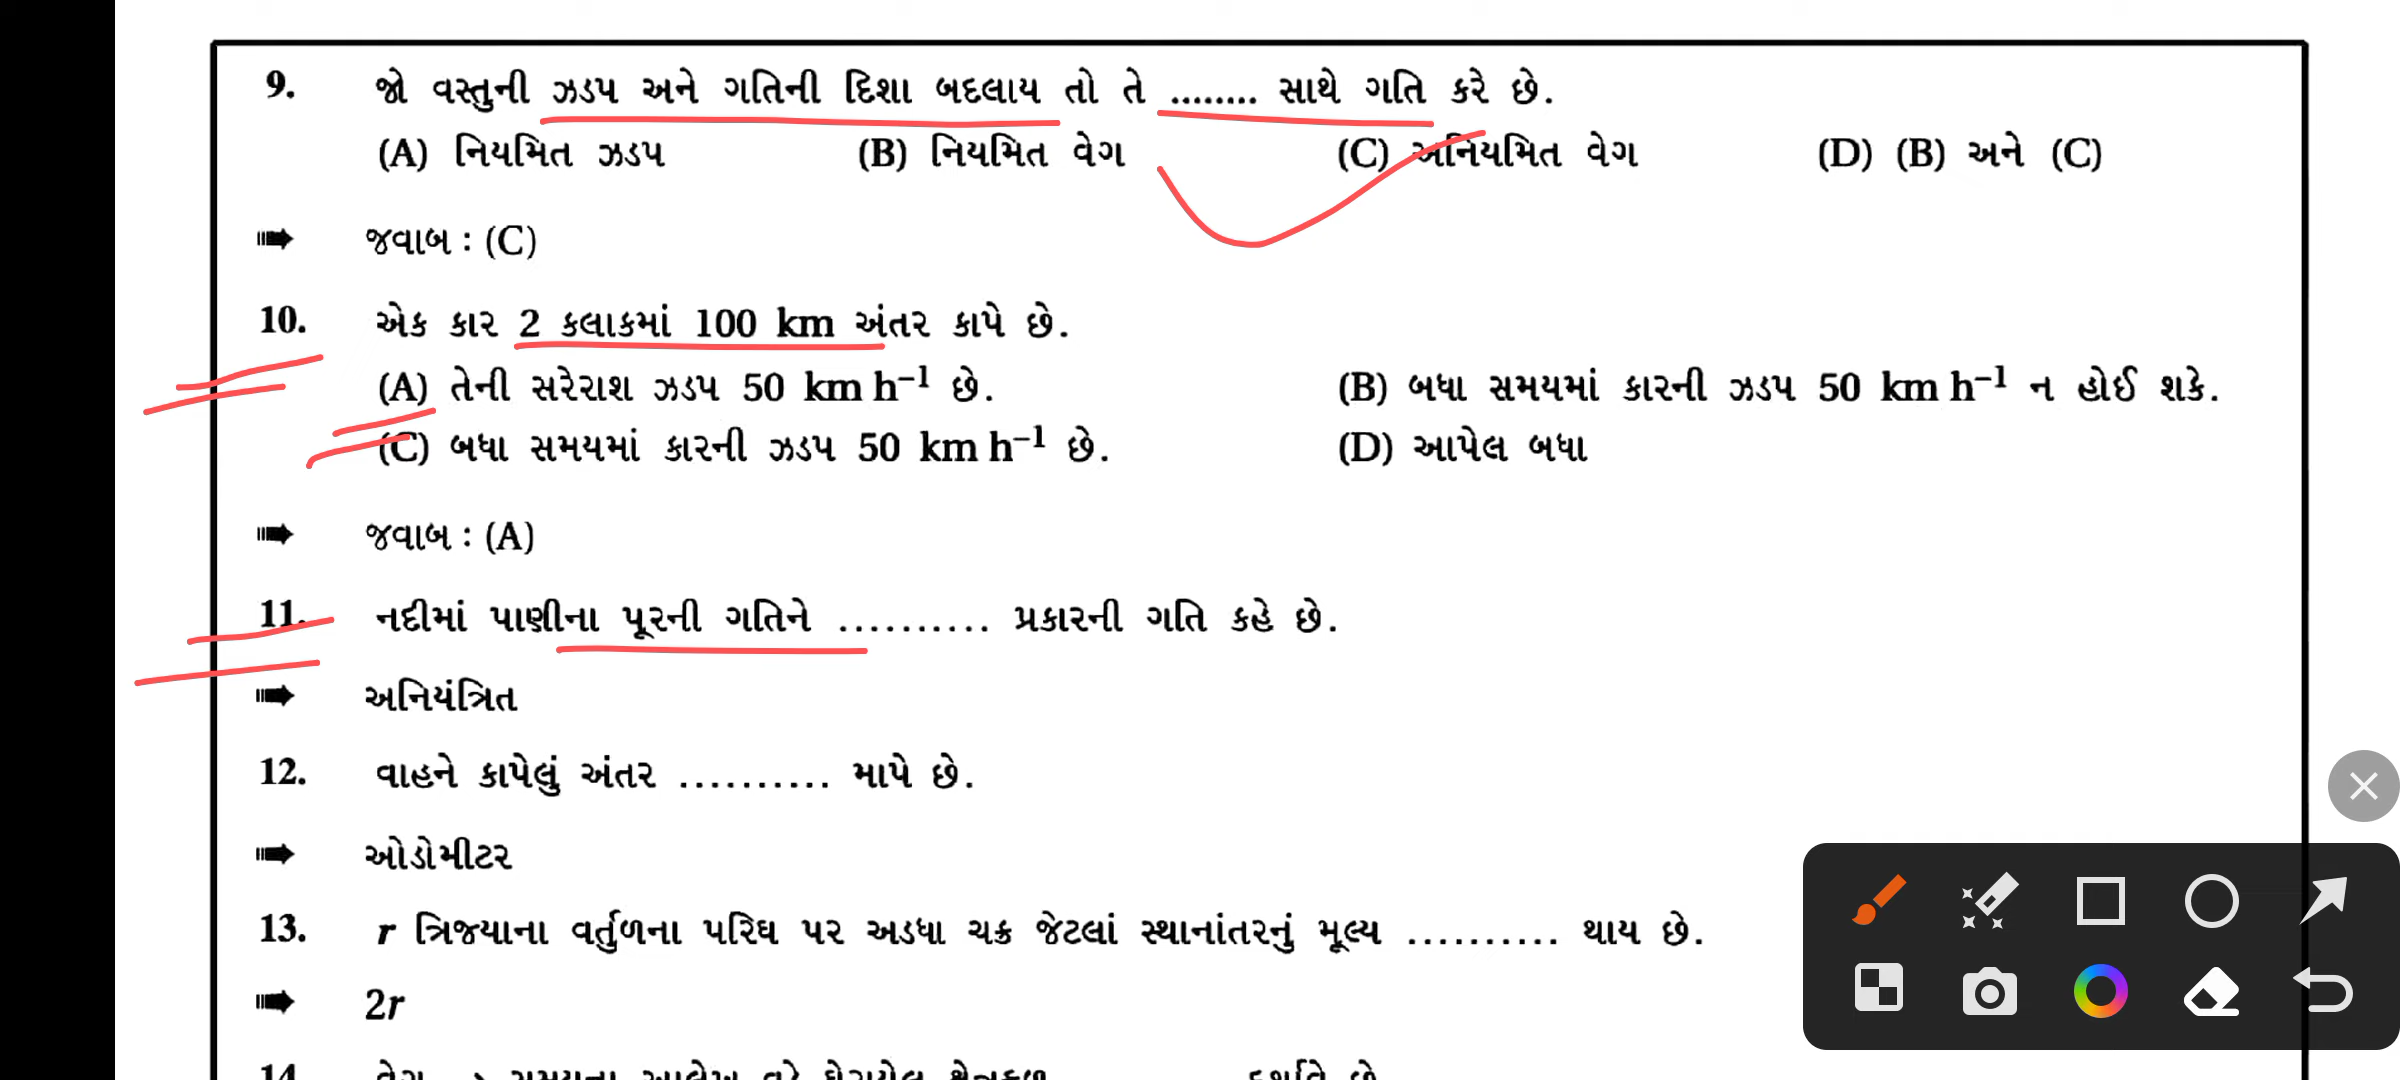 9. જો વસ્તુની ઝડપ અને ગતિની દિશા બદલાય તો તે ........ સાથે ગતિ કરે છે.
(A) નિયમિત ઝડપ (B) નિયમિત વેગ (C) અનિયમિત વેગ (D) (B) અને (C)
જવાબ : (C)
10. એક કાર 2 કલાકમાં 100 km અંતર કાપે છે.
(A) તેની સરેરાશ ઝડપ 50 km h⁻¹ છે. (B) બધા સમયમાં કારની ઝડપ 50 km h⁻¹ ન હોઈ શકે.
(C) બધા સમયમાં કારની ઝડપ 50 km h⁻¹ છે. (D) આપેલ બધા
જવાબ : (A)
11. નદીમાં પાણીના પૂરની ગતિને .......... પ્રકારની ગતિ કહે છે.
અનિયંત્રિત
12. વાહને કાપેલું અંતર .......... માપે છે.
ઓડોમીટર
13. r ત્રિજ્યાના વર્તુળના પરિઘ પર અડધા ચક્ર જેટલાં સ્થાનાંતરનું મૂલ્ય .......... થાય છે.
2r
14.